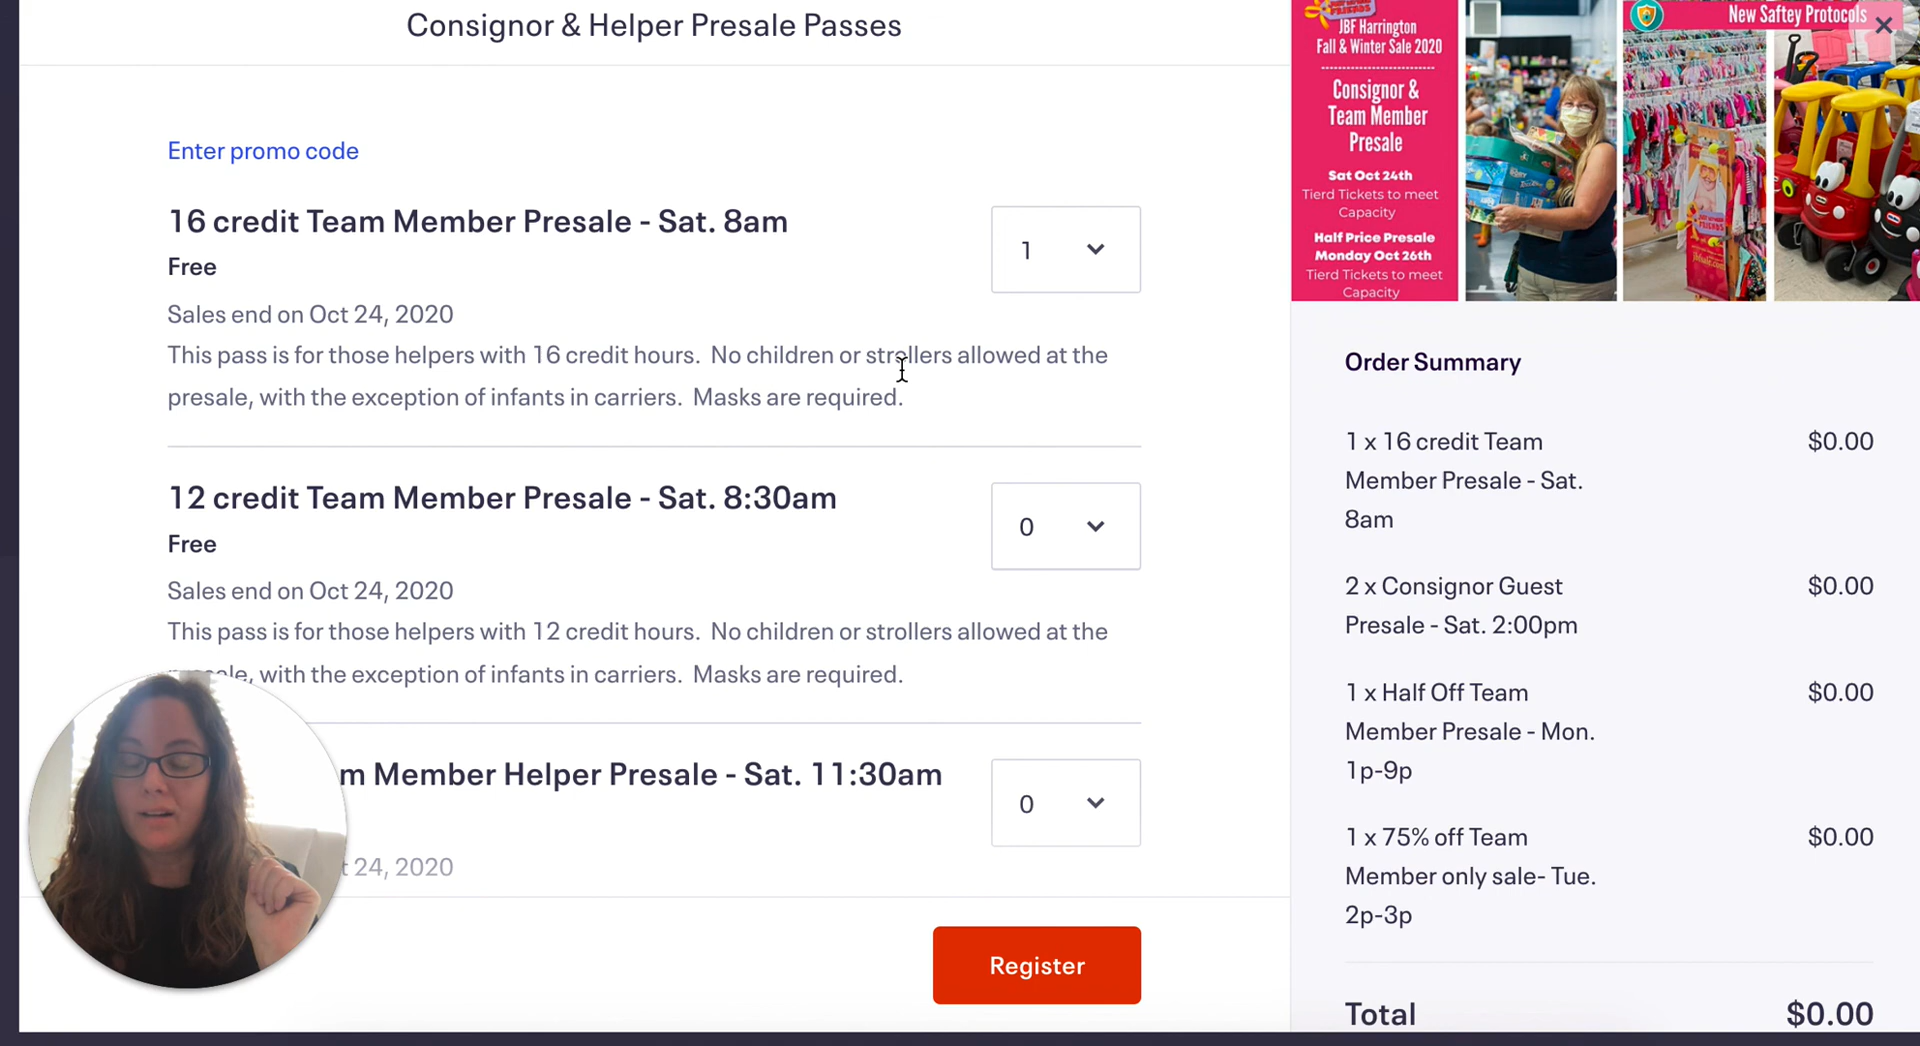 Consignor & Helper Presale Passes
Enter promo code
16 credit Team Member Presale - Sat. 8am
1
Free
Sales end on Oct 24, 2020
This pass is for those helpers with 16 credit hours. No children or strollers allowed at the
presale, with the exception of infants in carriers. Masks are required.
12 credit Team Member Presale - Sat. 8:30am
0
Free
Sales end on Oct 24, 2020
This pass is for those helpers with 12 credit hours. No children or strollers allowed at the
with the exception of infants in carriers. Masks are required.
m Member Helper Presale - Sat. 11:30am
0
t 24, 2020
Register
JBF Harrington
Fall & Winter Sale 2020
Consignor &
Team Member
Presale
Sat Oct 24th
Tierd Tickets to meet
Capacity
Half Price Presale
Monday Oct 26th
Tierd Tickets to meet
Capacity
New Saftey Protocols
Order Summary
1 x 16 credit Team
Member Presale - Sat.
8am
$0.00
2 x Consignor Guest
Presale - Sat. 2:00pm
$0.00
1 x Half Off Team
Member Presale - Mon.
1p-9p
$0.00
1 x 75% off Team
Member only sale- Tue.
2p-3p
$0.00
Total
$0.00